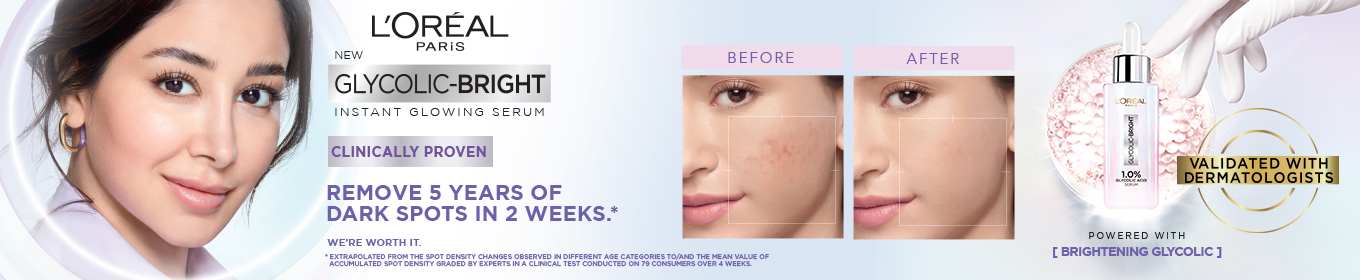 L'ORÉAL
PARiS
NEW
GLYCOLIC-BRIGHT
INSTANT GLOWING SERUM
CLINICALLY PROVEN
REMOVE 5 YEARS OF
DARK SPOTS IN 2 WEEKS.*
WE'RE WORTH IT.
* EXTRAPOLATED FROM THE SPOT DENSITY CHANGES OBSERVED IN DIFFERENT AGE CATEGORIES TO/AND THE MEAN VALUE OF
ACCUMULATED SPOT DENSITY GRADED BY EXPERTS IN A CLINICAL TEST CONDUCTED ON 79 CONSUMERS OVER 4 WEEKS.
BEFORE
AFTER
L'ORÉAL
PARIS
GLYCOLIC-BRIGHT
1.0%
GLYCOLIC ACID
SERUM
VALIDATED WITH
DERMATOLOGISTS
POWERED WITH
[ BRIGHTENING GLYCOLIC ]